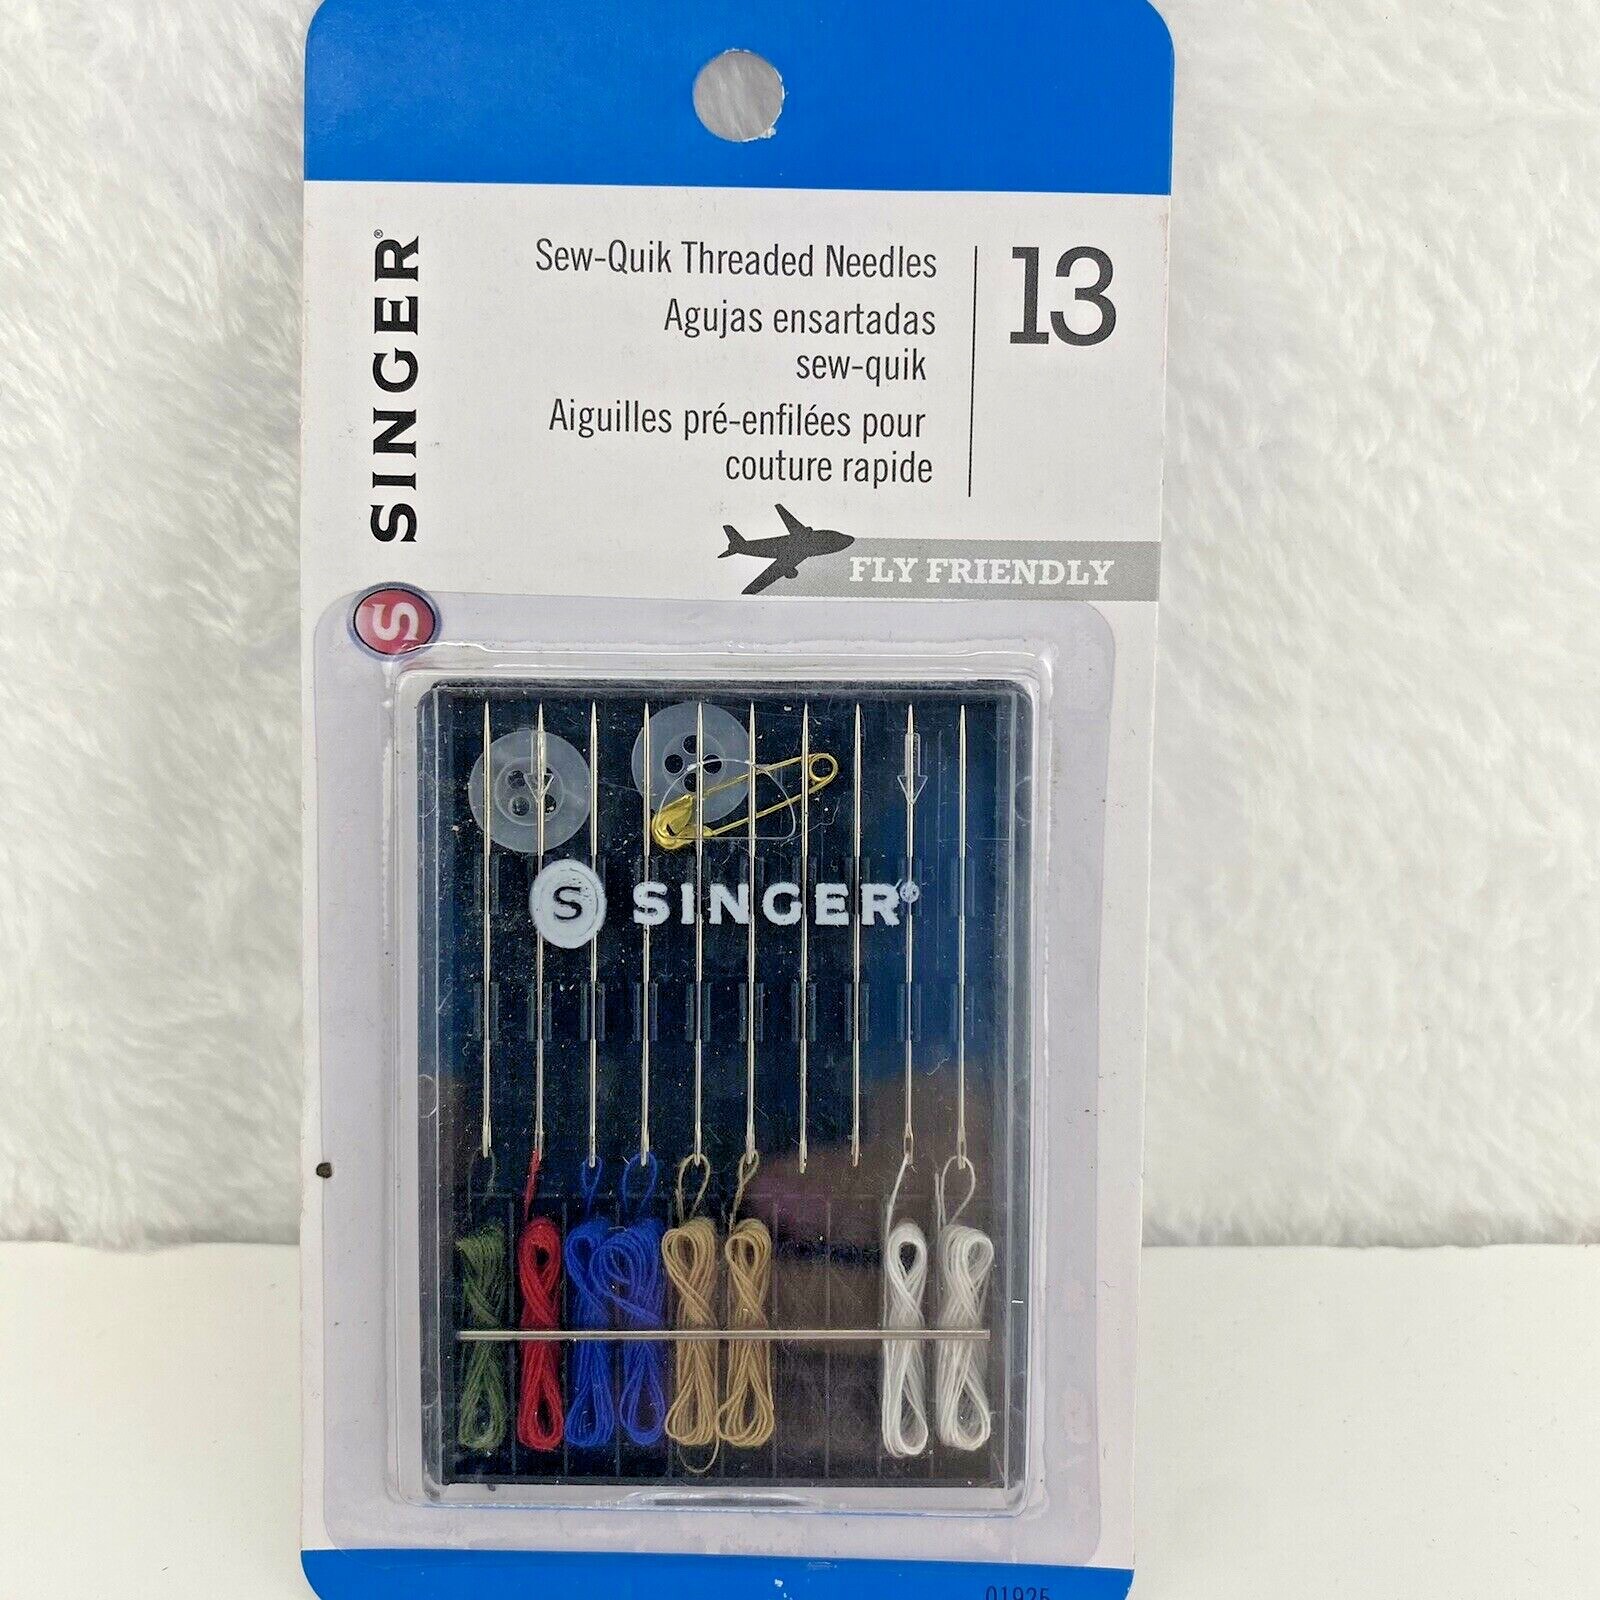 SINGER®
Sew-Quik Threaded Needles
Agujas ensartadas
sew-quik
Aiguilles pré-enfilées pour
couture rapide
13
FLY FRIENDLY
S
S SINGER®
01925